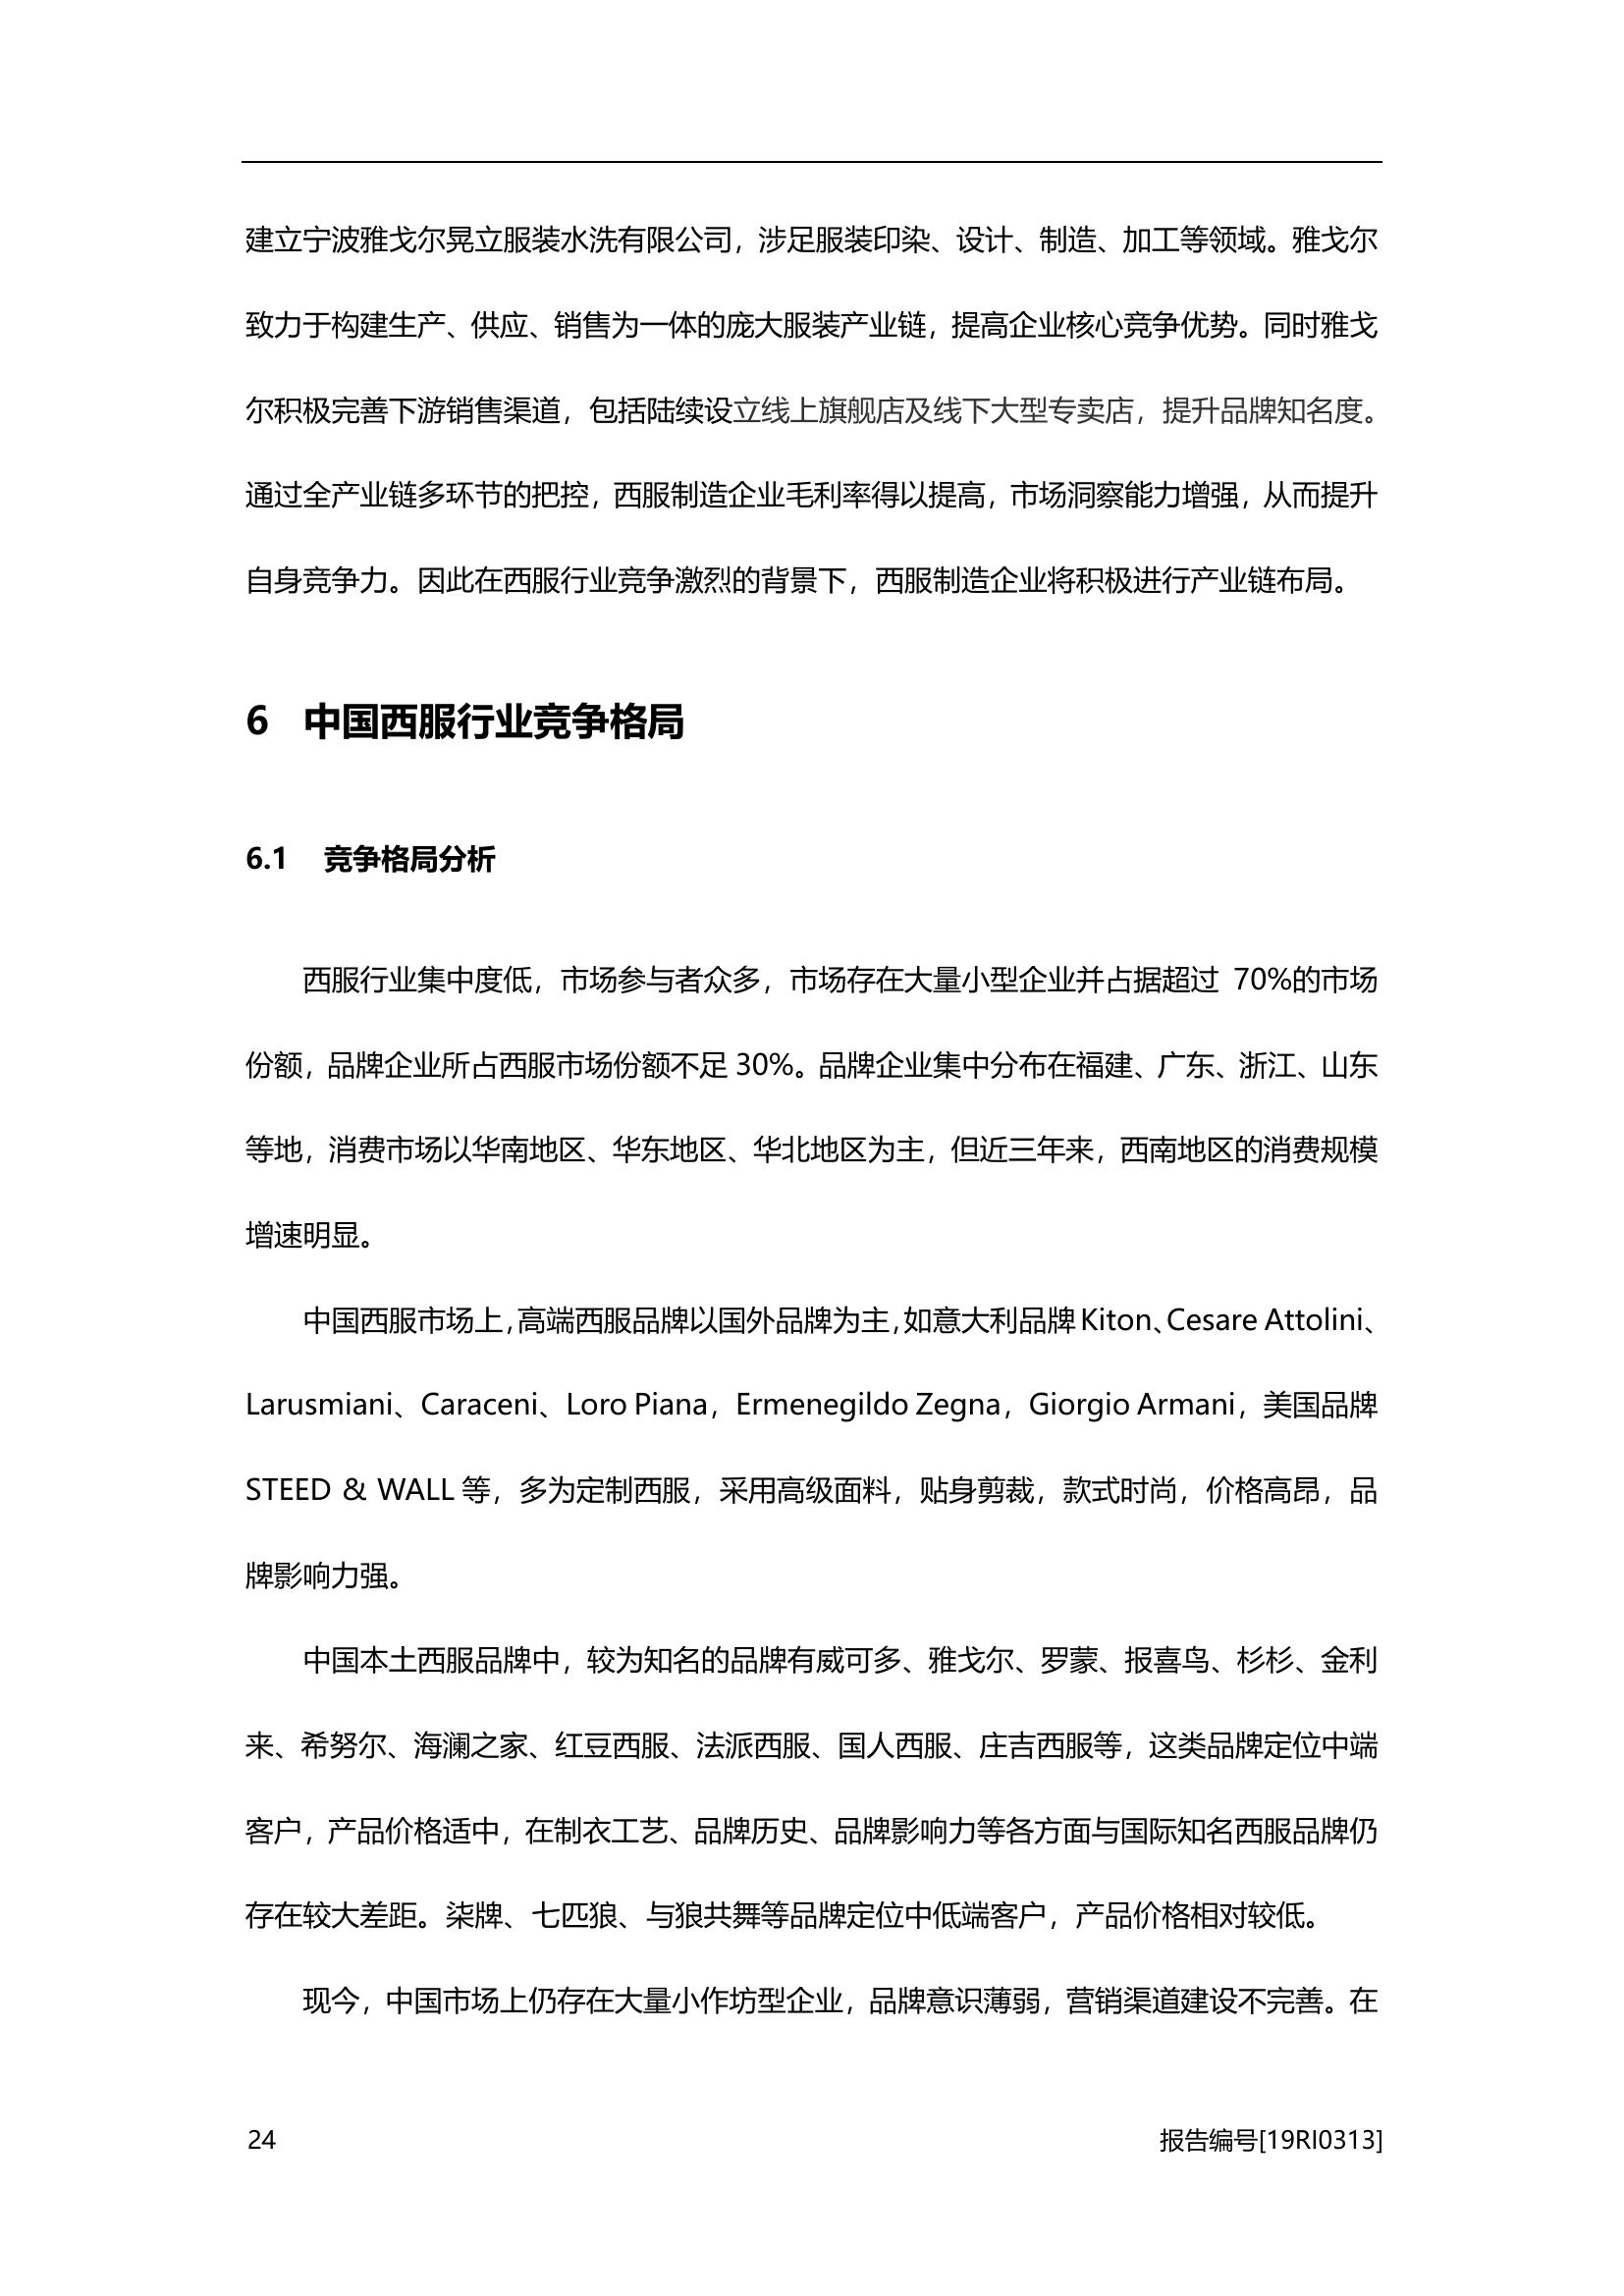 建立宁波雅戈尔晃立服装水洗有限公司，涉足服装印染、设计、制造、加工等领域。雅戈尔
致力于构建生产、供应、销售为一体的庞大服装产业链，提高企业核心竞争优势。同时雅戈
尔积极完善下游销售渠道，包括陆续设立线上旗舰店及线下大型专卖店，提升品牌知名度。
通过全产业链多环节的把控，西服制造企业毛利率得以提高，市场洞察能力增强，从而提升
自身竞争力。因此在西服行业竞争激烈的背景下，西服制造企业将积极进行产业链布局。
6 中国西服行业竞争格局
6.1 竞争格局分析
西服行业集中度低，市场参与者众多，市场存在大量小型企业并占据超过 70%的市场
份额，品牌企业所占西服市场份额不足 30%。品牌企业集中分布在福建、广东、浙江、山东
等地，消费市场以华南地区、华东地区、华北地区为主，但近三年来，西南地区的消费规模
增速明显。
中国西服市场上，高端西服品牌以国外品牌为主，如意大利品牌 Kiton、Cesare Attolini、
Larusmiani、Caraceni、Loro Piana，Ermenegildo Zegna，Giorgio Armani，美国品牌
STEED & WALL 等，多为定制西服，采用高级面料，贴身剪裁，款式时尚，价格高昂，品
牌影响力强。
中国本土西服品牌中，较为知名的品牌有威可多、雅戈尔、罗蒙、报喜鸟、杉杉、金利
来、希努尔、海澜之家、红豆西服、法派西服、国人西服、庄吉西服等，这类品牌定位中端
客户，产品价格适中，在制衣工艺、品牌历史、品牌影响力等各方面与国际知名西服品牌仍
存在较大差距。柒牌、七匹狼、与狼共舞等品牌定位中低端客户，产品价格相对较低。
现今，中国市场上仍存在大量小作坊型企业，品牌意识薄弱，营销渠道建设不完善。在
24
报告编号[19RI0313]